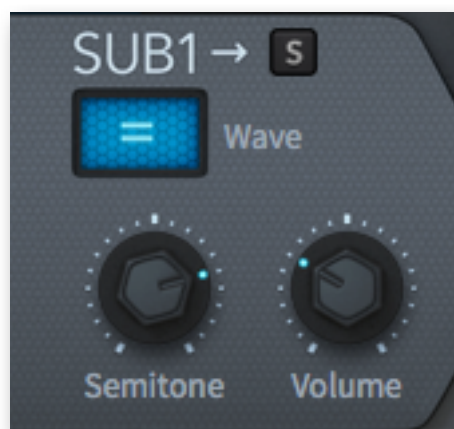 SUB1→ S
= Wave
Semitone Volume